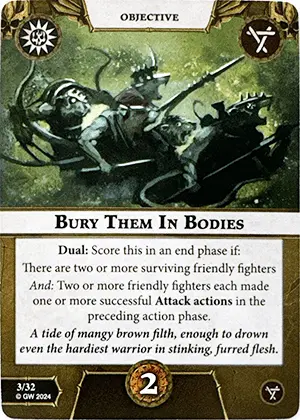 OBJECTIVE
BURY THEM IN BODIES
Dual: Score this in an end phase if:
There are two or more surviving friendly fighters
And: Two or more friendly fighters each made
one or more successful Attack actions in the
preceding action phase.
A tide of mangy brown filth, enough to drown
even the hardiest warrior in stinking, furred flesh.
3/32
© GW 2024
2